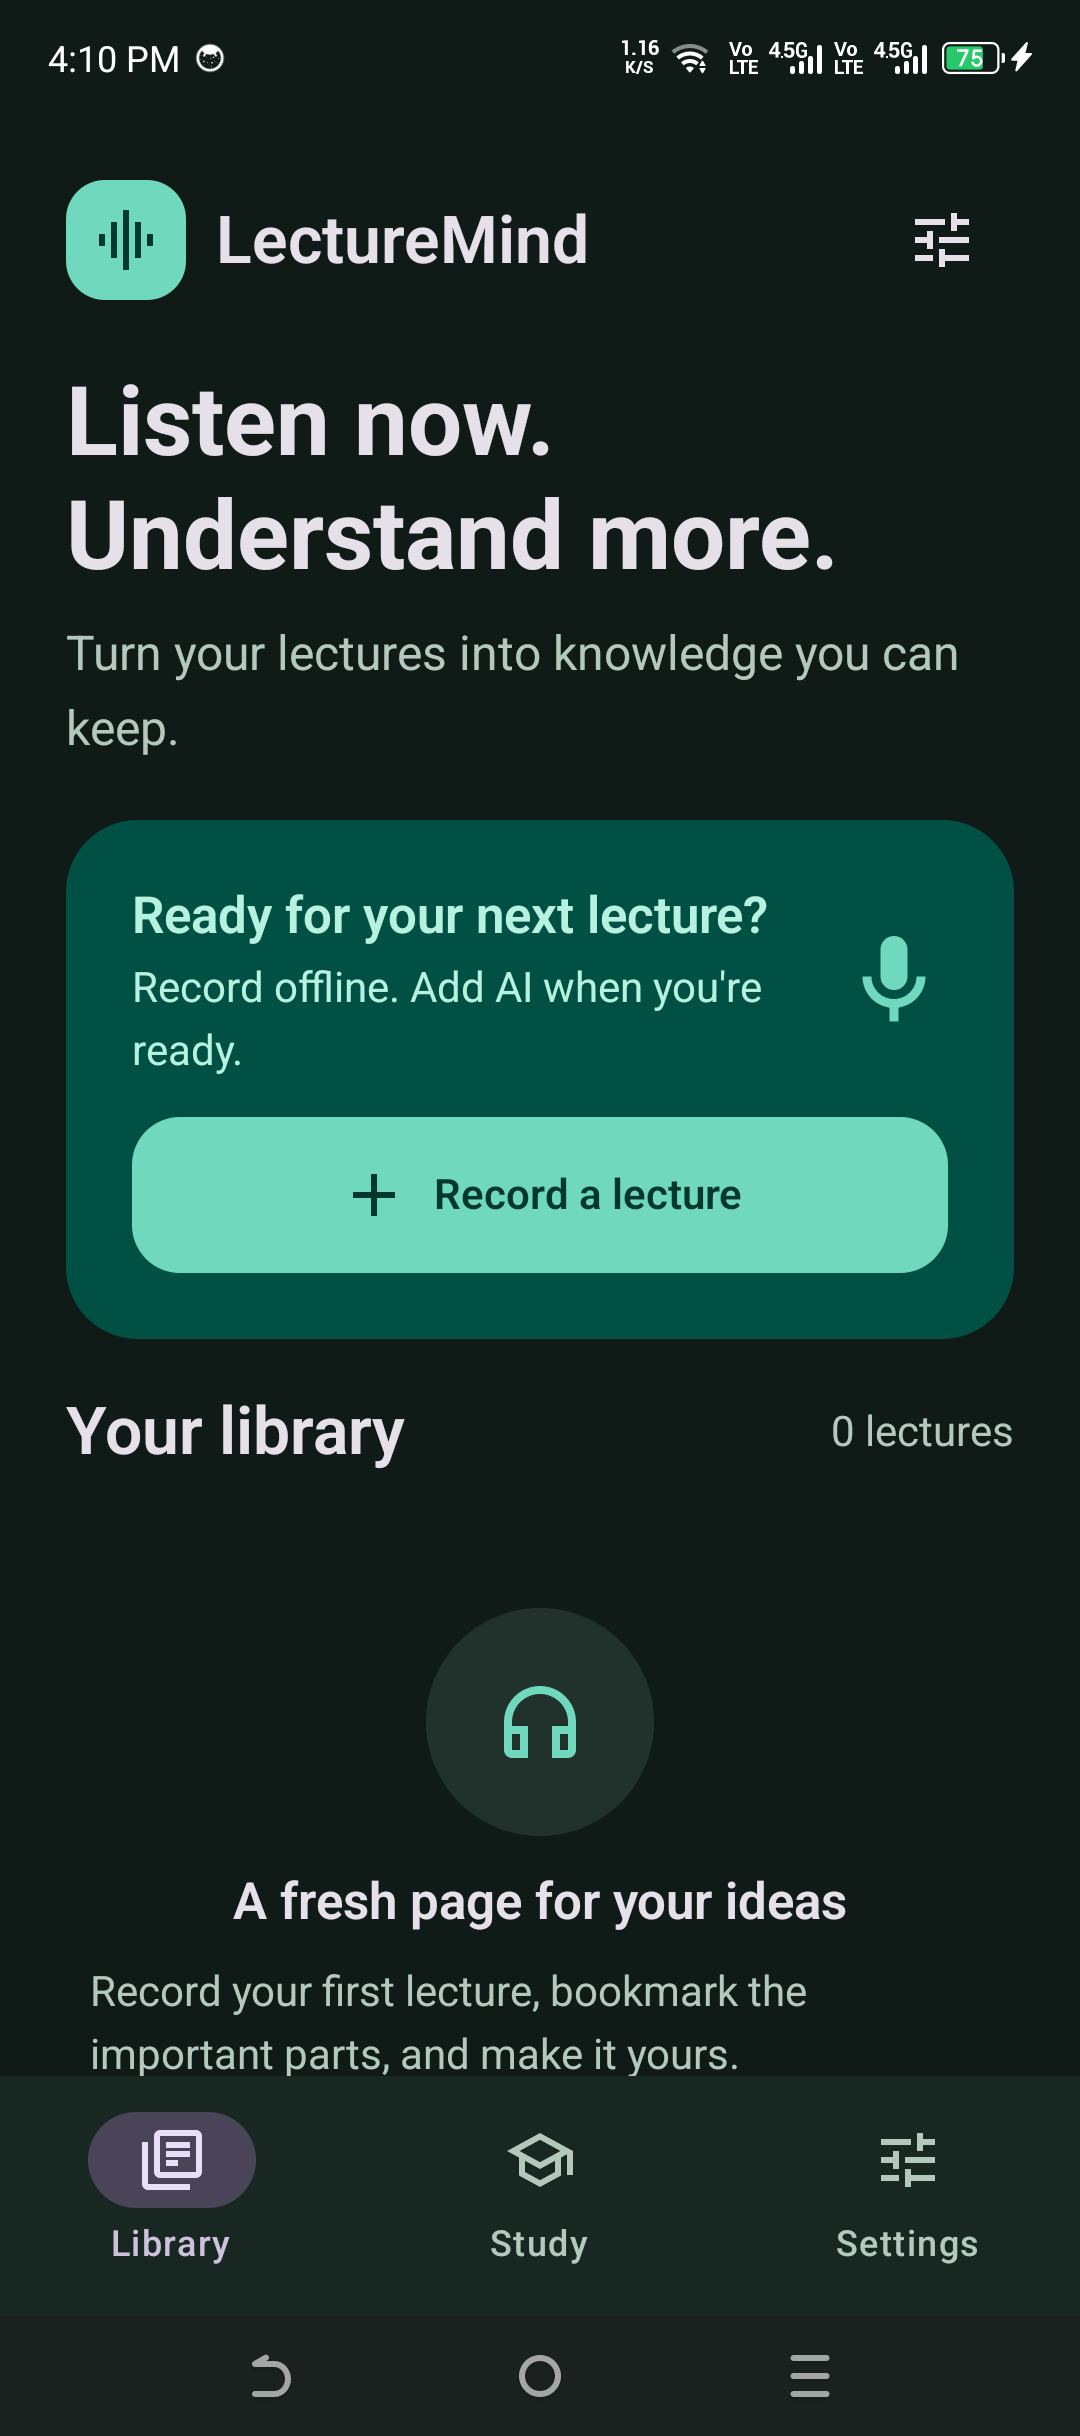 4:10 PM 1.16 K/S Vo LTE 4.5G Vo LTE 4.5G 75
LectureMind
Listen now.
Understand more.
Turn your lectures into knowledge you can
keep.
Ready for your next lecture?
Record offline. Add AI when you're
ready.
Record a lecture
Your library 0 lectures
A fresh page for your ideas
Record your first lecture, bookmark the
important parts, and make it yours.
Library Study Settings